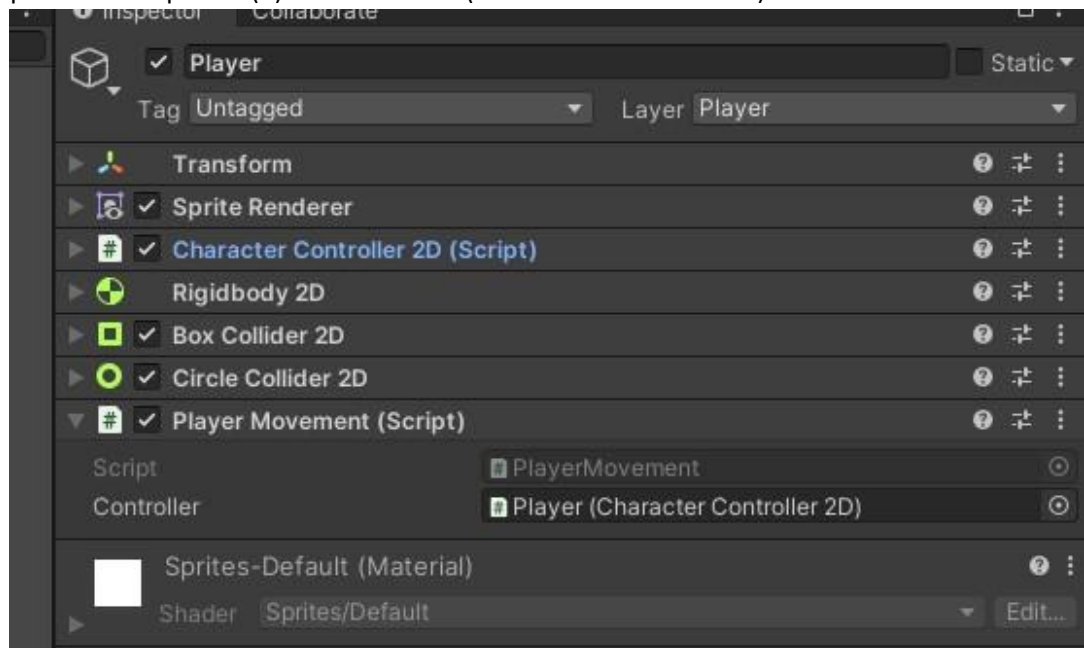 Inspector Collaborate
Player Static
Tag Untagged Layer Player
Transform
Sprite Renderer
# Character Controller 2D (Script)
Rigidbody 2D
Box Collider 2D
Circle Collider 2D
# Player Movement (Script)
Script # PlayerMovement
Controller # Player (Character Controller 2D)
Sprites-Default (Material)
Shader Sprites/Default Edit...